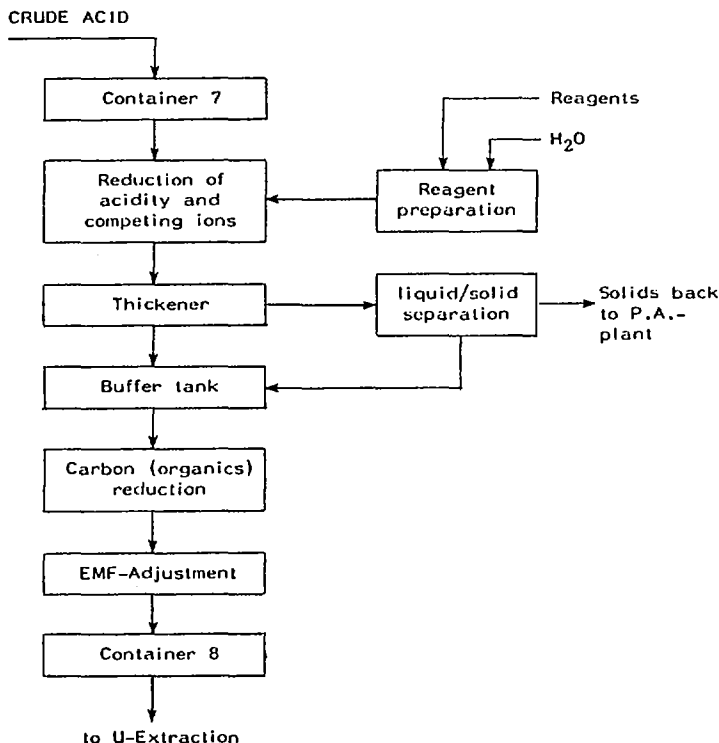 CRUDE ACID
Container 7
Reagents
H₂O
Reduction of
acidity and
competing ions
Reagent
preparation
Thickener
liquid/solid
separation
Solids back
to P.A.-
plant
Buffer tank
Carbon (organics)
reduction
EMF-Adjustment
Container 8
to U-Extraction